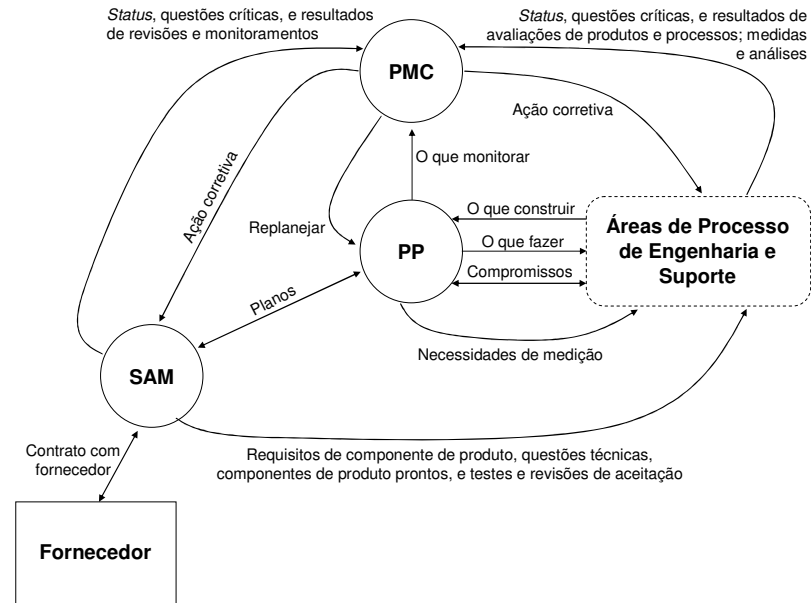 Status, questões críticas, e resultados
de revisões e monitoramentos
Status, questões críticas, e resultados de
avaliações de produtos e processos; medidas
e análises
PMC
Ação corretiva
O que monitorar
Ação corretiva
Replanejar
PP
O que construir
O que fazer
Compromissos
Áreas de Processo
de Engenharia e
Suporte
Planos
Necessidades de medição
SAM
Contrato com
fornecedor
Requisitos de componente de produto, questões técnicas,
componentes de produto prontos, e testes e revisões de aceitação
Fornecedor